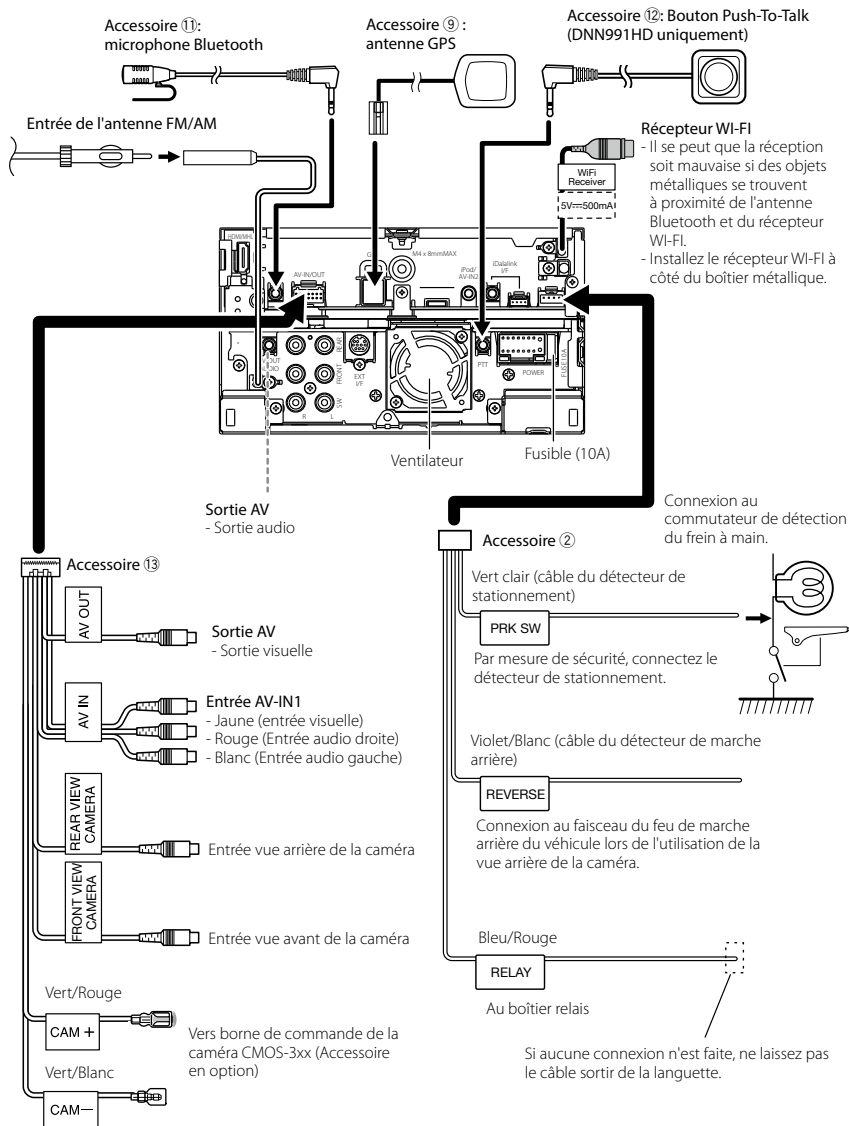 Accessoire ⑪:
microphone Bluetooth
Accessoire ⑨ :
antenne GPS
Accessoire ⑫: Bouton Push-To-Talk
(DNN991HD uniquement)
Entrée de l'antenne FM/AM
Récepteur WI-FI
- Il se peut que la réception
soit mauvaise si des objets
métalliques se trouvent
à proximité de l'antenne
Bluetooth et du récepteur
WI-FI.
- Installez le récepteur WI-FI à
côté du boîtier métallique.
WiFi
Receiver
5V⎓500mA
HDMI/MHL
AV-IN/OUT
M4 x 8mmMAX
iPod/
AV-IN2
iDatalink
I/F
REAR
FRONT
SW
R
L
EXT
I/F
PTT
POWER
FUSE10A
Ventilateur
Fusible (10A)
Sortie AV
- Sortie audio
Accessoire ⑬
AV OUT
Sortie AV
- Sortie visuelle
AV IN
Entrée AV-IN1
- Jaune (entrée visuelle)
- Rouge (Entrée audio droite)
- Blanc (Entrée audio gauche)
REAR VIEW
CAMERA
Entrée vue arrière de la caméra
FRONT VIEW
CAMERA
Entrée vue avant de la caméra
Vert/Rouge
CAM +
Vers borne de commande de la
caméra CMOS-3xx (Accessoire
en option)
Vert/Blanc
CAM—
Accessoire ②
Connexion au
commutateur de détection
du frein à main.
Vert clair (câble du détecteur de
stationnement)
PRK SW
Par mesure de sécurité, connectez le
détecteur de stationnement.
Violet/Blanc (câble du détecteur de marche
arrière)
REVERSE
Connexion au faisceau du feu de marche
arrière du véhicule lors de l'utilisation de la
vue arrière de la caméra.
Bleu/Rouge
RELAY
Au boîtier relais
Si aucune connexion n'est faite, ne laissez pas
le câble sortir de la languette.